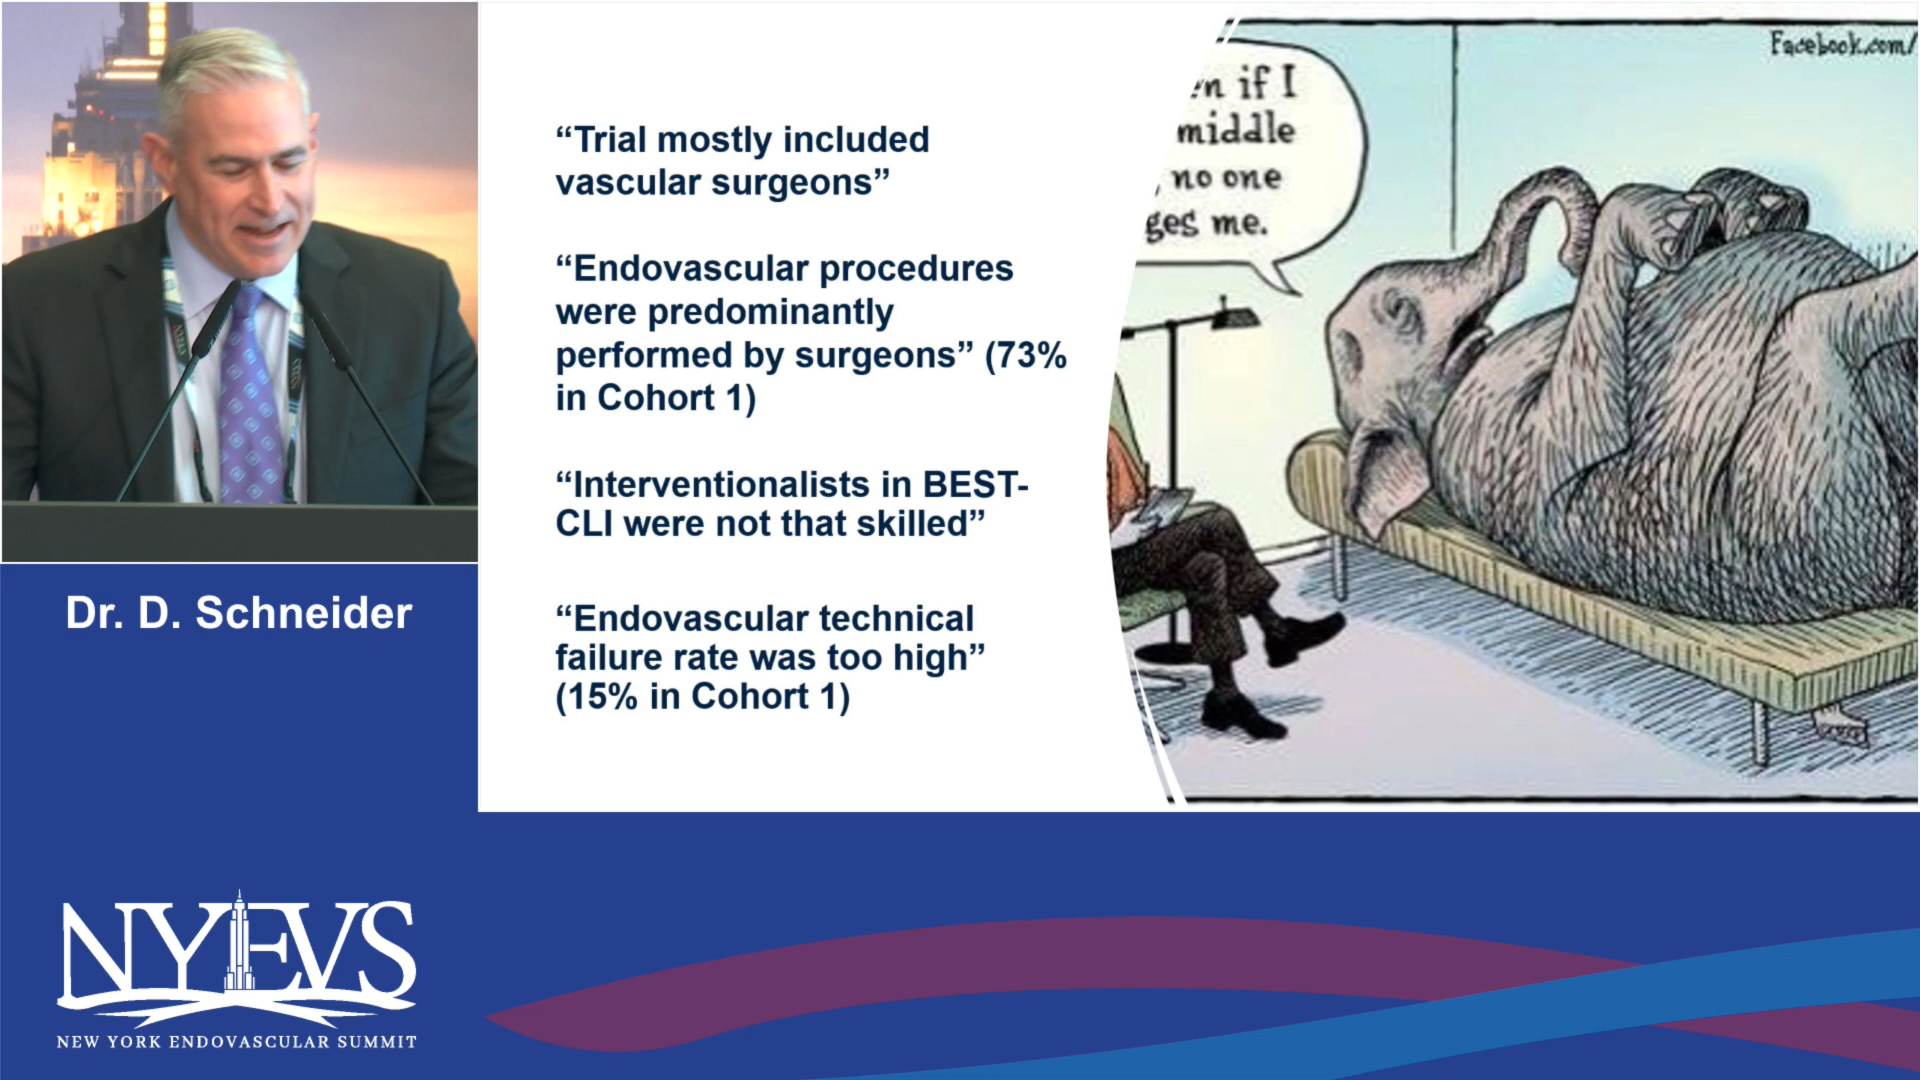 “Trial mostly included
vascular surgeons”
“Endovascular procedures
were predominantly
performed by surgeons” (73%
in Cohort 1)
“Interventionalists in BEST-
CLI were not that skilled”
“Endovascular technical
failure rate was too high”
(15% in Cohort 1)
if I
middle
no one
me.
Facebook.com/
Dr. D. Schneider
NYEVS
NEW YORK ENDOVASCULAR SUMMIT